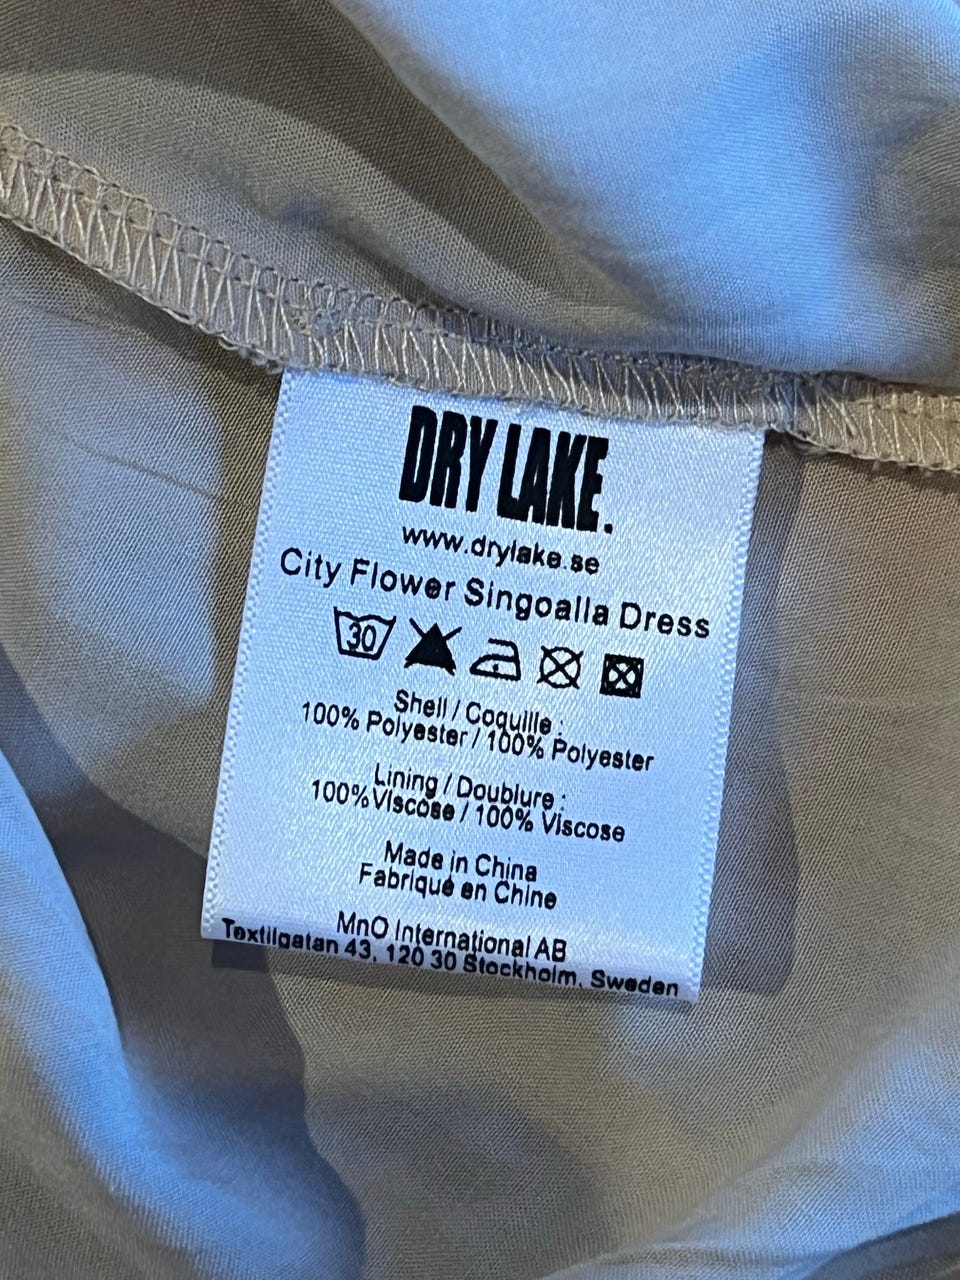 DRY LAKE.
www.drylake.se
City Flower Singoalla Dress
30
Shell / Coquille :
100% Polyester / 100% Polyester
Lining / Doublure :
100% Viscose / 100% Viscose
Made in China
Fabriqué en Chine
MnO International AB
Textilgatan 43, 120 30 Stockholm, Sweden